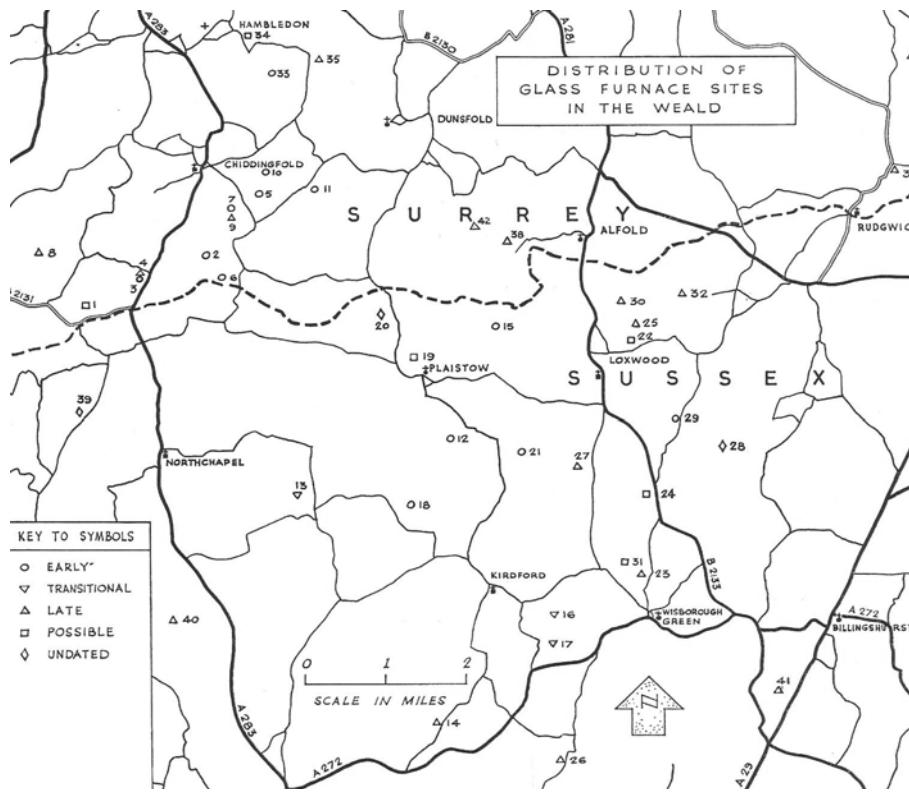 A 283
HAMBLEDON
34
B 2130
A 281
33
35
DISTRIBUTION OF
GLASS FURNACE SITES
IN THE WEALD
DUNSFOLD
CHIDDINGFOLD
10
5
11
7
9
SURREY
42
38
ALFOLD
RUDGWIC
8
2
4
3
6
A 2131
1
20
15
30
32
25
22
LOXWOOD
19
PLAISTOW
SUSSEX
39
29
12
21
28
27
NORTHCHAPEL
13
18
24
KEY TO SYMBOLS
EARLY
TRANSITIONAL
LATE
POSSIBLE
UNDATED
31
23
KIRDFORD
B 2133
40
16
WISBOROUGH
GREEN
A 272
BILLINGSHURST
17
0 1 2
SCALE IN MILES
N
41
A 283
14
A 272
26
A 29